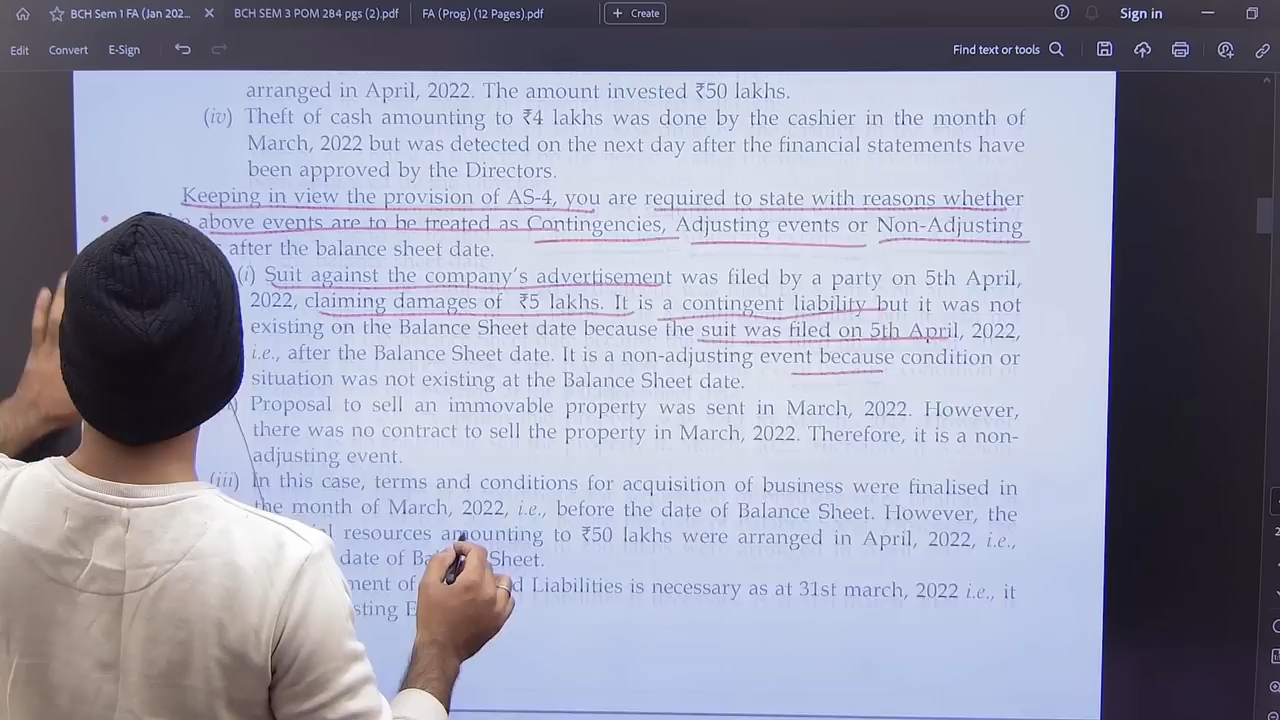 BCH Sem 1 FA (Jan 202... × BCH SEM 3 POM 284 pgs (2).pdf FA (Prog) (12 Pages).pdf + Create Sign in
Edit Convert E-Sign Find text or tools
arranged in April, 2022. The amount invested ₹50 lakhs.
(iv) Theft of cash amounting to ₹4 lakhs was done by the cashier in the month of
March, 2022 but was detected on the next day after the financial statements have
been approved by the Directors.
Keeping in view the provision of AS-4, you are required to state with reasons whether
above events are to be treated as Contingencies, Adjusting events or Non-Adjusting
after the balance sheet date.
(i) Suit against the company's advertisement was filed by a party on 5th April,
2022, claiming damages of ₹5 lakhs. It is a contingent liability but it was not
existing on the Balance Sheet date because the suit was filed on 5th April, 2022,
i.e., after the Balance Sheet date. It is a non-adjusting event because condition or
situation was not existing at the Balance Sheet date.
Proposal to sell an immovable property was sent in March, 2022. However,
there was no contract to sell the property in March, 2022. Therefore, it is a non-
adjusting event.
(iii) In this case, terms and conditions for acquisition of business were finalised in
the month of March, 2022, i.e., before the date of Balance Sheet. However, the
resources amounting to ₹50 lakhs were arranged in April, 2022, i.e.,
date of Sheet.
of Liabilities is necessary as at 31st march, 2022 i.e., it